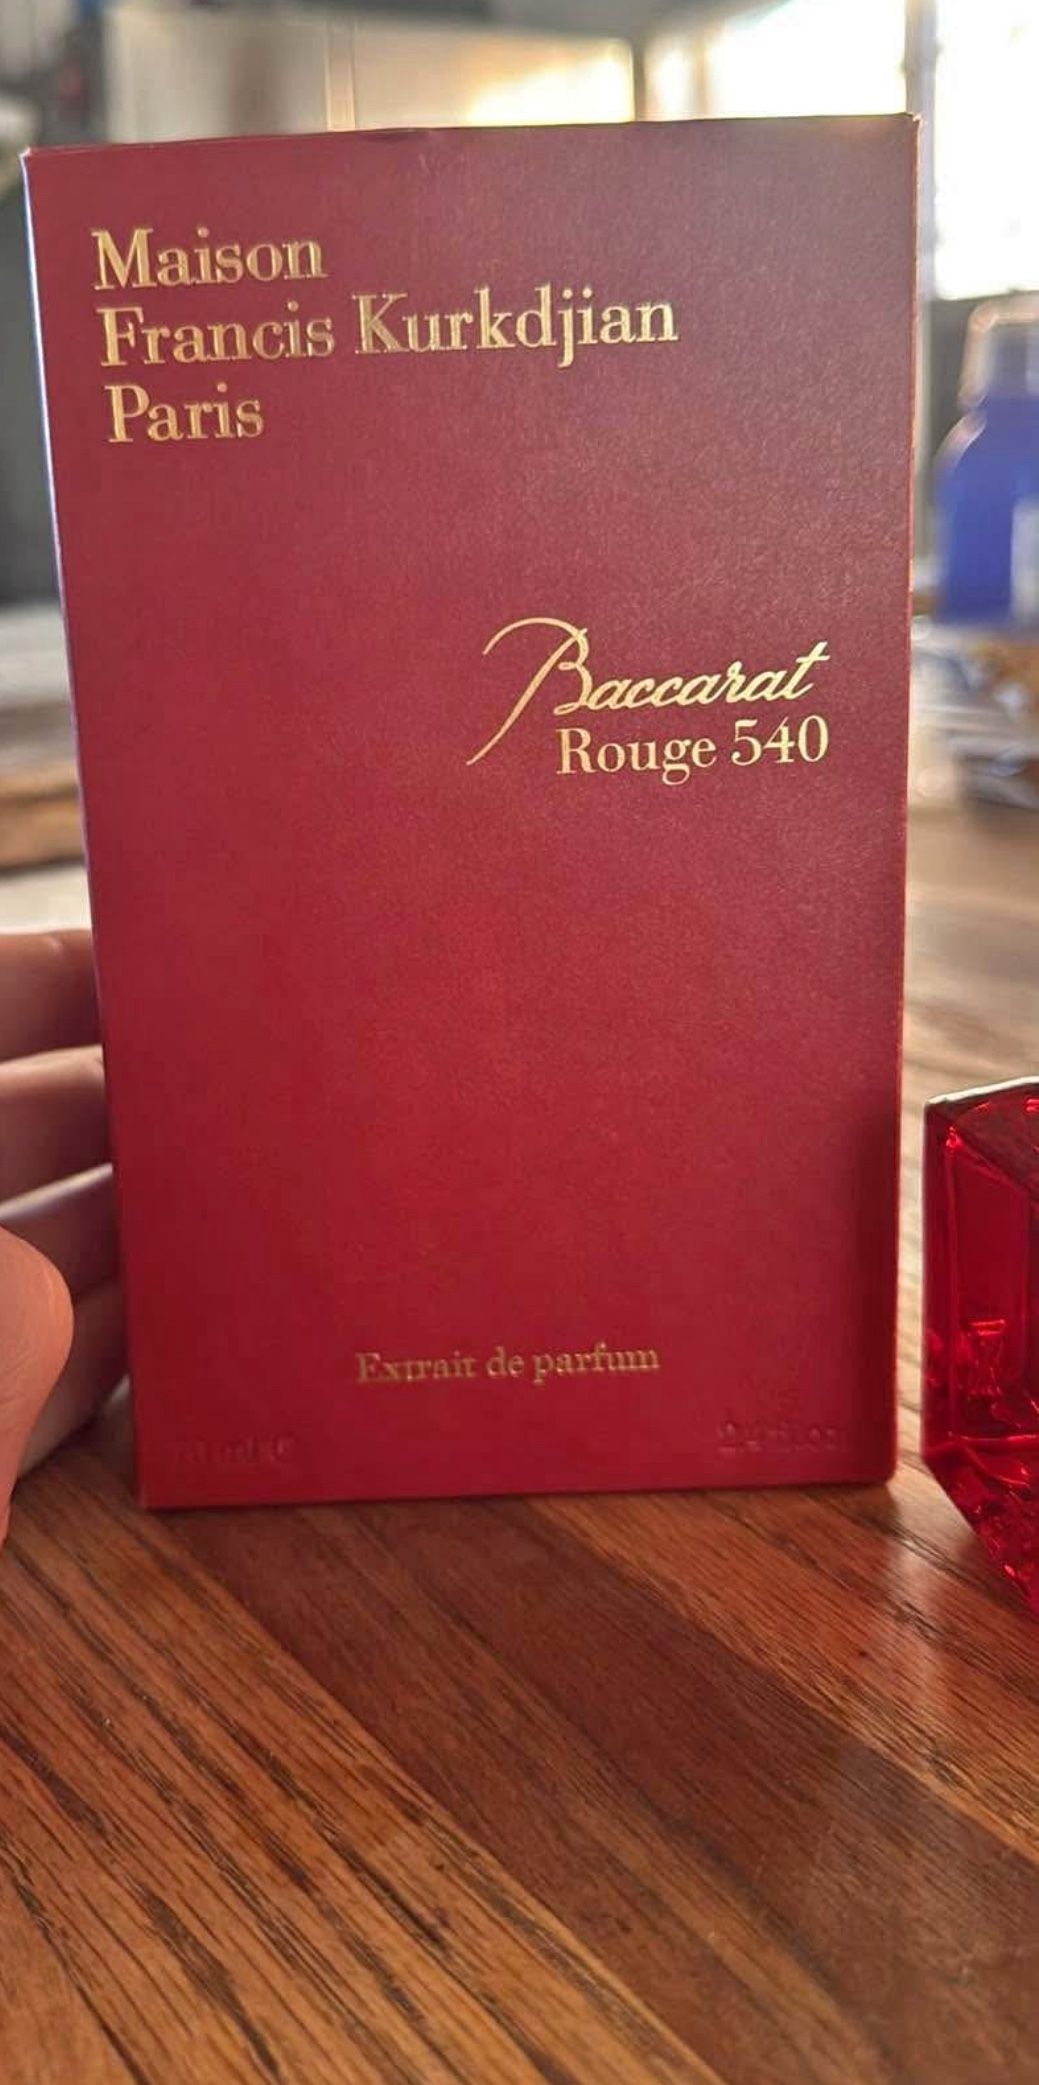 Maison
Francis Kurkdjian
Paris
Baccarat
Rouge 540
Extrait de parfum